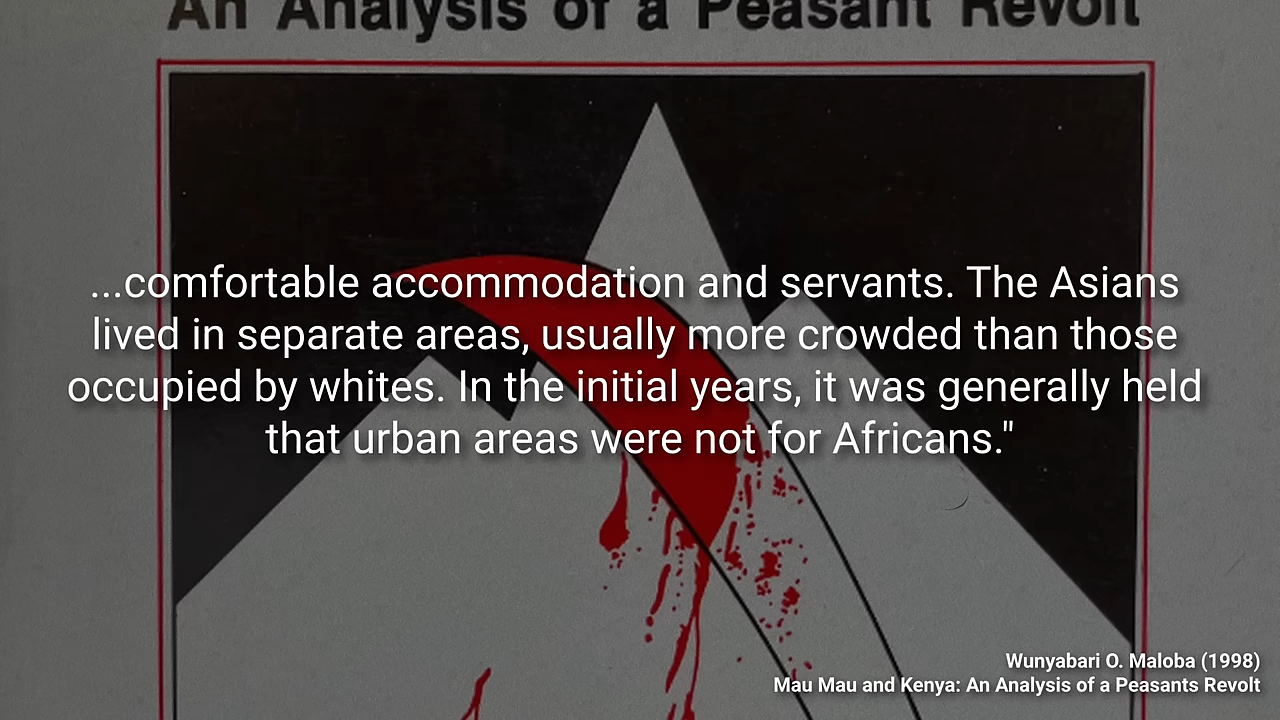 An Analysis of a Peasant Revolt
...comfortable accommodation and servants. The Asians
lived in separate areas, usually more crowded than those
occupied by whites. In the initial years, it was generally held
that urban areas were not for Africans."
Wunyabari O. Maloba (1998)
Mau Mau and Kenya: An Analysis of a Peasants Revolt